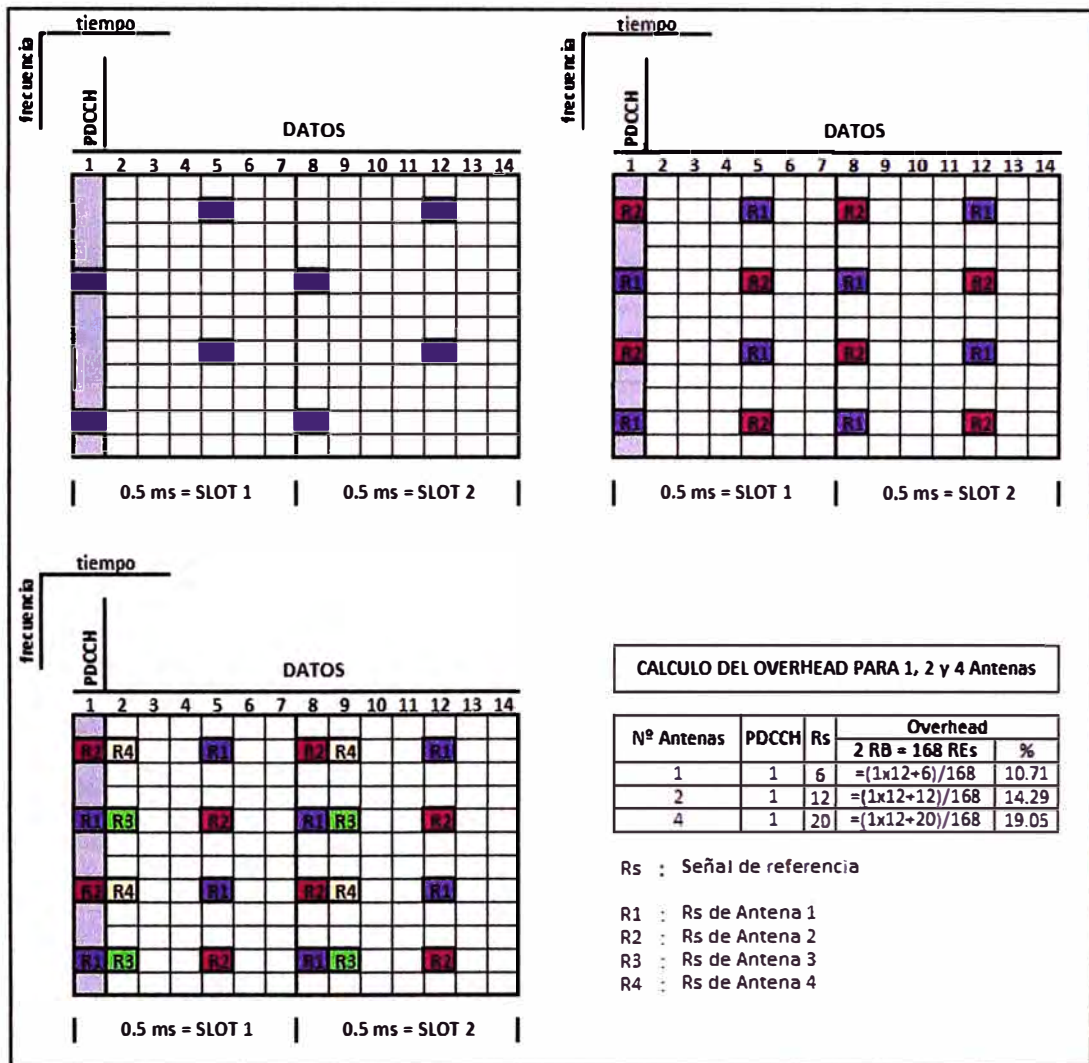 tiempo
frecuencia
PDCCH
DATOS
1 2 3 4 5 6 7 8 9 10 11 12 13 14
0.5 ms = SLOT 1
0.5 ms = SLOT 2
tiempo
frecuencia
PDCCH
DATOS
1 2 3 4 5 6 7 8 9 10 11 12 13 14
R2 R1 R2 R1
R1 R2 R1 R2
R2 R1 R2 R1
R1 R2 R1 R2
0.5 ms = SLOT 1
0.5 ms = SLOT 2
tiempo
frecuencia
PDCCH
DATOS
1 2 3 4 5 6 7 8 9 10 11 12 13 14
R2 R4 R1 R2 R4 R1
R1 R3 R2 R1 R3 R2
R2 R4 R1 R2 R4 R1
R1 R3 R2 R1 R3 R2
0.5 ms = SLOT 1
0.5 ms = SLOT 2
CALCULO DEL OVERHEAD PARA 1, 2 y 4 Antenas
Nº Antenas PDCCH Rs Overhead
2 RB = 168 REs %
1 1 6 =(1x12+6)/168 10.71
2 1 12 =(1x12+12)/168 14.29
4 1 20 =(1x12+20)/168 19.05
Rs : Señal de referencia
R1 : Rs de Antena 1
R2 : Rs de Antena 2
R3 : Rs de Antena 3
R4 : Rs de Antena 4